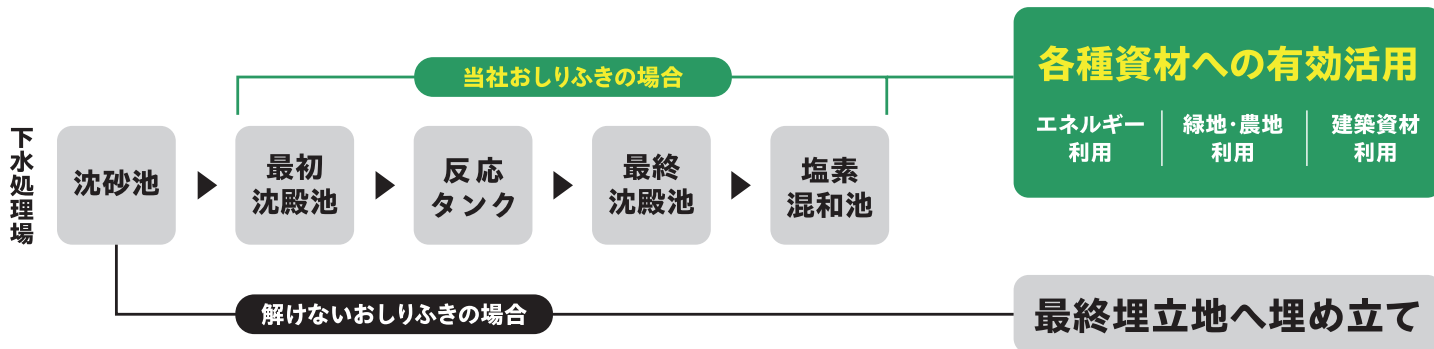 当社おしりふきの場合
各種資材への有効活用
エネルギー
利用
緑地・農地
利用
建築資材
利用
下水処理場
沈砂池
最初
沈殿池
反応
タンク
最終
沈殿池
塩素
混和池
解けないおしりふきの場合
最終埋立地へ埋め立て